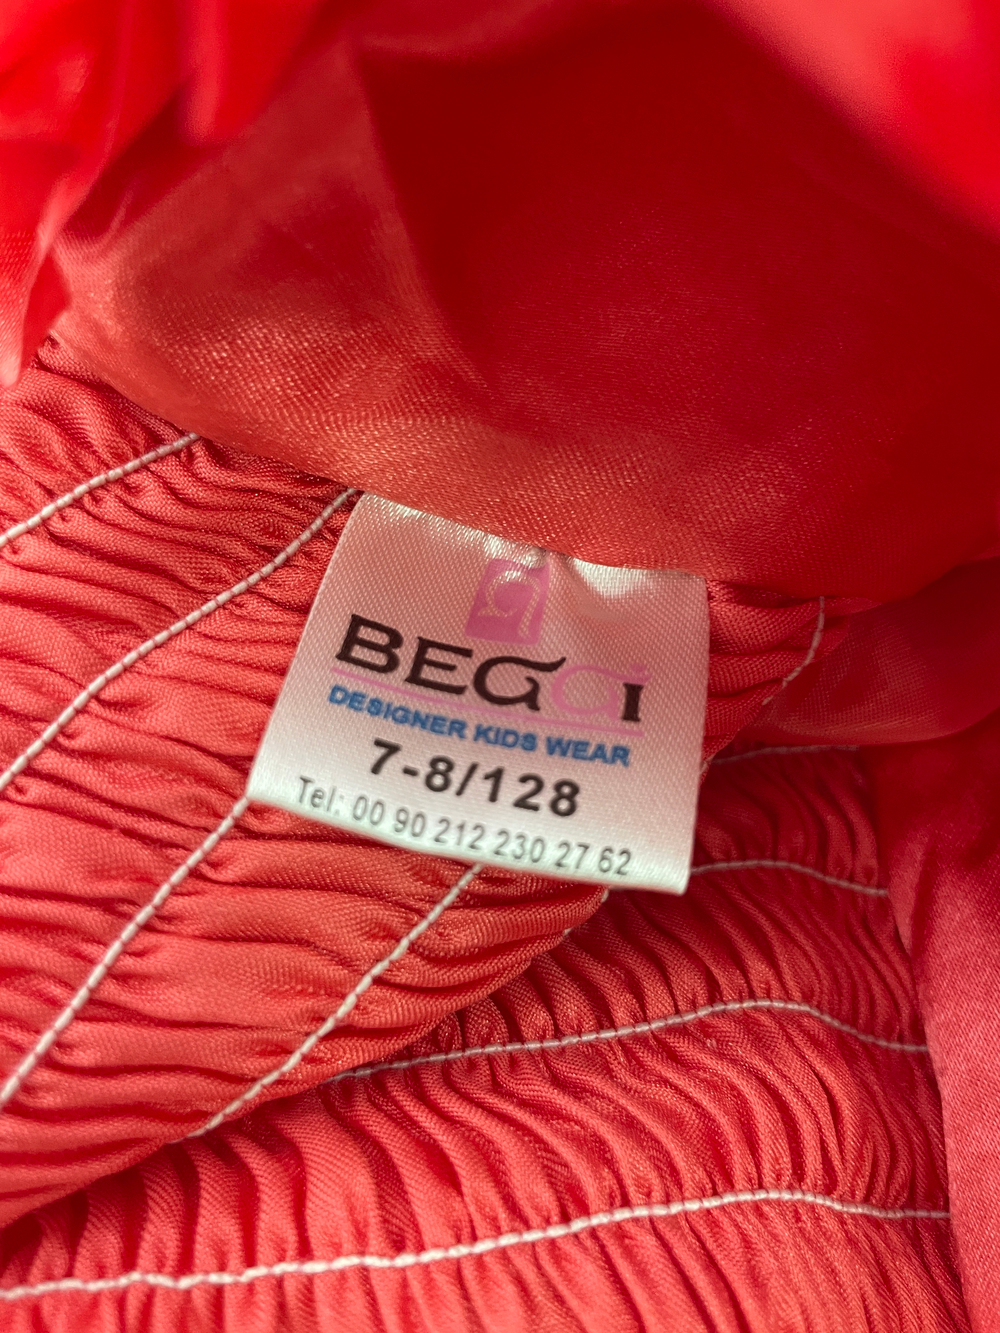 BEGGI
DESIGNER KIDS WEAR
7-8/128
Tel: 00 90 212 230 27 62